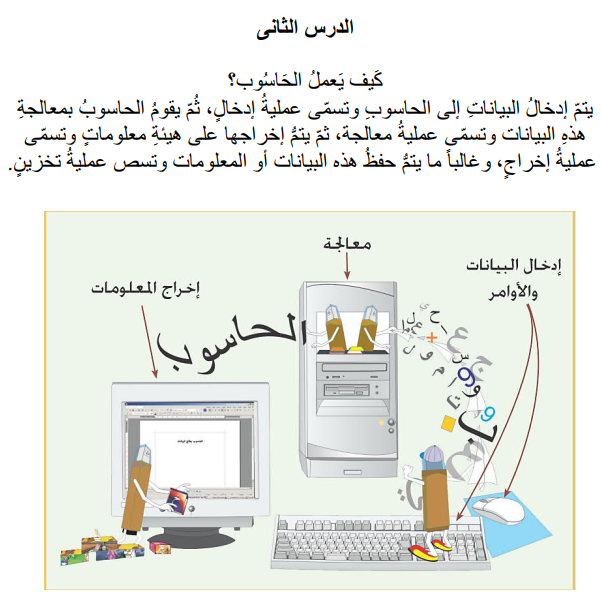 الدرس الثانى
كَيف يَعملُ الحَاسُوب؟
يتمّ إدخالُ البياناتِ إلى الحاسوبِ وتسمّى عمليةُ إدخالٍ، ثُمّ يقومُ الحاسوبُ بمعالجةِ
هذهِ البيانات وتسمّى عمليةُ معالجة، ثمّ يتمُّ إخراجها على هيئةِ معلوماتٍ وتسمّى
عمليةُ إخراجٍ، وغالباً ما يتمُّ حفظُ هذه البيانات أو المعلومات وتسص عمليةُ تخزينٍ.
معالجة
إدخال البيانات
والأوامر
إخراج المعلومات
الحاسوب